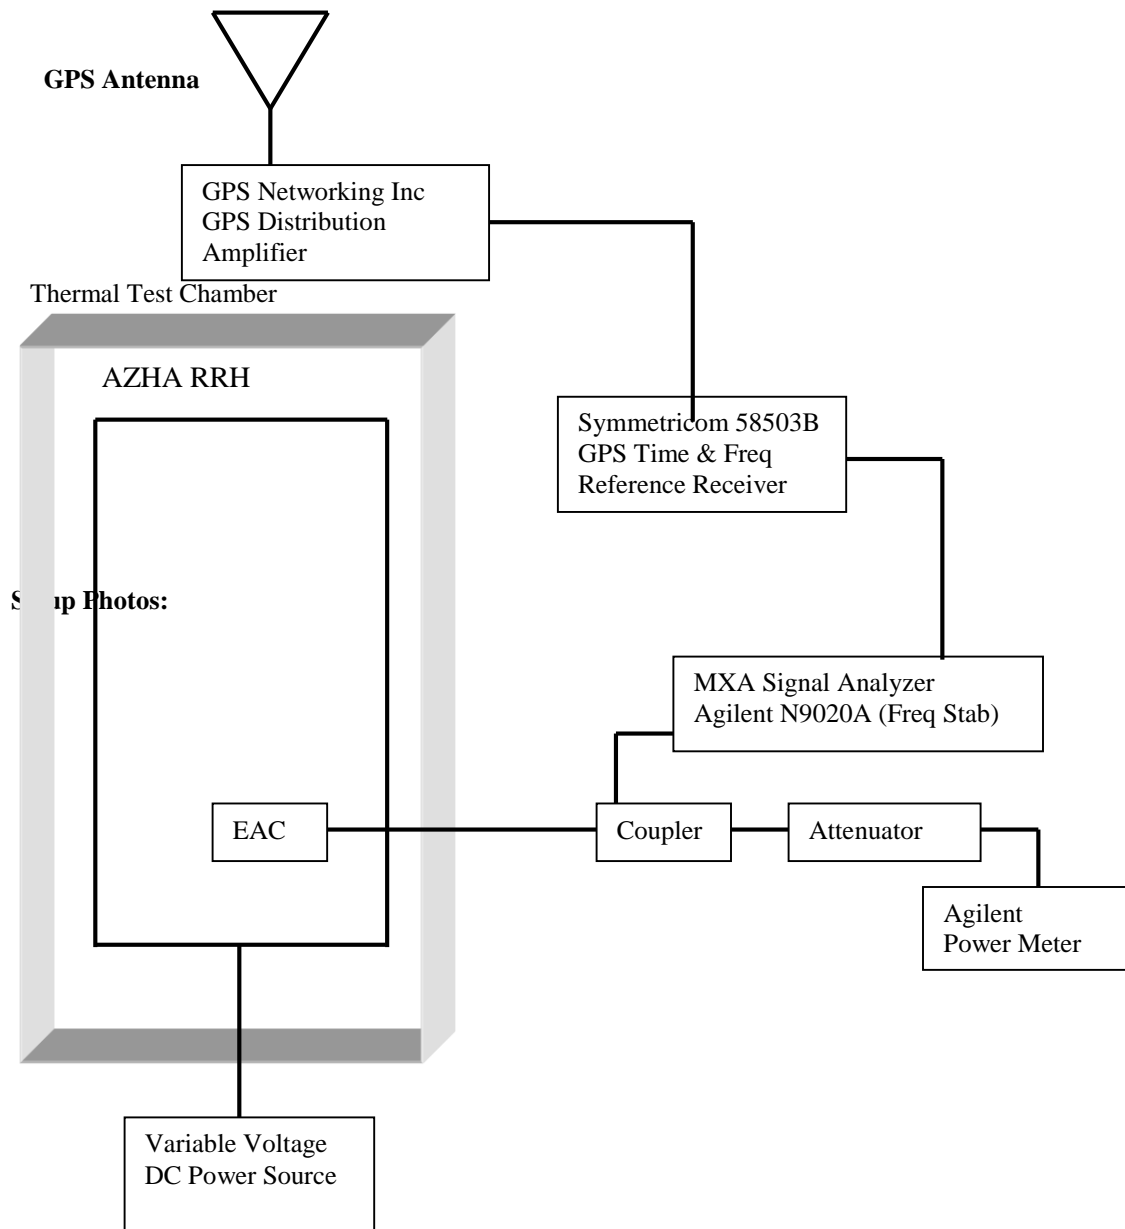 GPS Antenna
GPS Networking Inc
GPS Distribution
Amplifier
Thermal Test Chamber
AZHA RRH
Symmetricom 58503B
GPS Time & Freq
Reference Receiver
Photos:
MXA Signal Analyzer
Agilent N9020A (Freq Stab)
EAC
Coupler
Attenuator
Agilent
Power Meter
Variable Voltage
DC Power Source